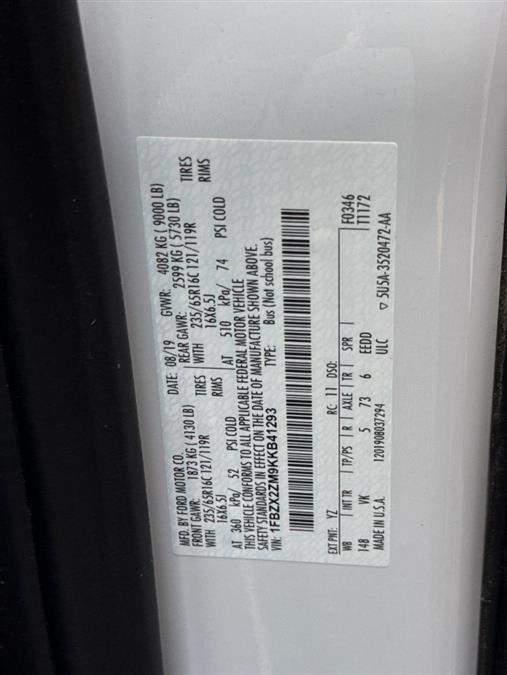 MFD. BY FORD MOTOR CO. DATE: 08/19 GVWR: 4082 KG ( 9000 LB)
FRONT GAWR: 1873 KG ( 4130 LB) REAR GAWR: 2599 KG ( 5730 LB)
WITH 235/65R16C 121/119R TIRES WITH 235/65R16C 121/119R TIRES
16X6.5J RIMS 16X6.5J RIMS
AT 360 kPa/ 52 PSI COLD AT 510 kPa/ 74 PSI COLD
THIS VEHICLE CONFORMS TO ALL APPLICABLE FEDERAL MOTOR VEHICLE
SAFETY STANDARDS IN EFFECT ON THE DATE OF MANUFACTURE SHOWN ABOVE.
VIN: 1FBZX2ZM9KKB41293 TYPE: Bus (Not school bus)
EXT PNT: YZ RC: 11 DSO: F0346
WB INT TR TP/PS R AXLE TR SPR T1172
148 VK 5 73 6 EEDD
MADE IN U.S.A. 1201908037294 ULC ▽ 5U5A-3520472-AA